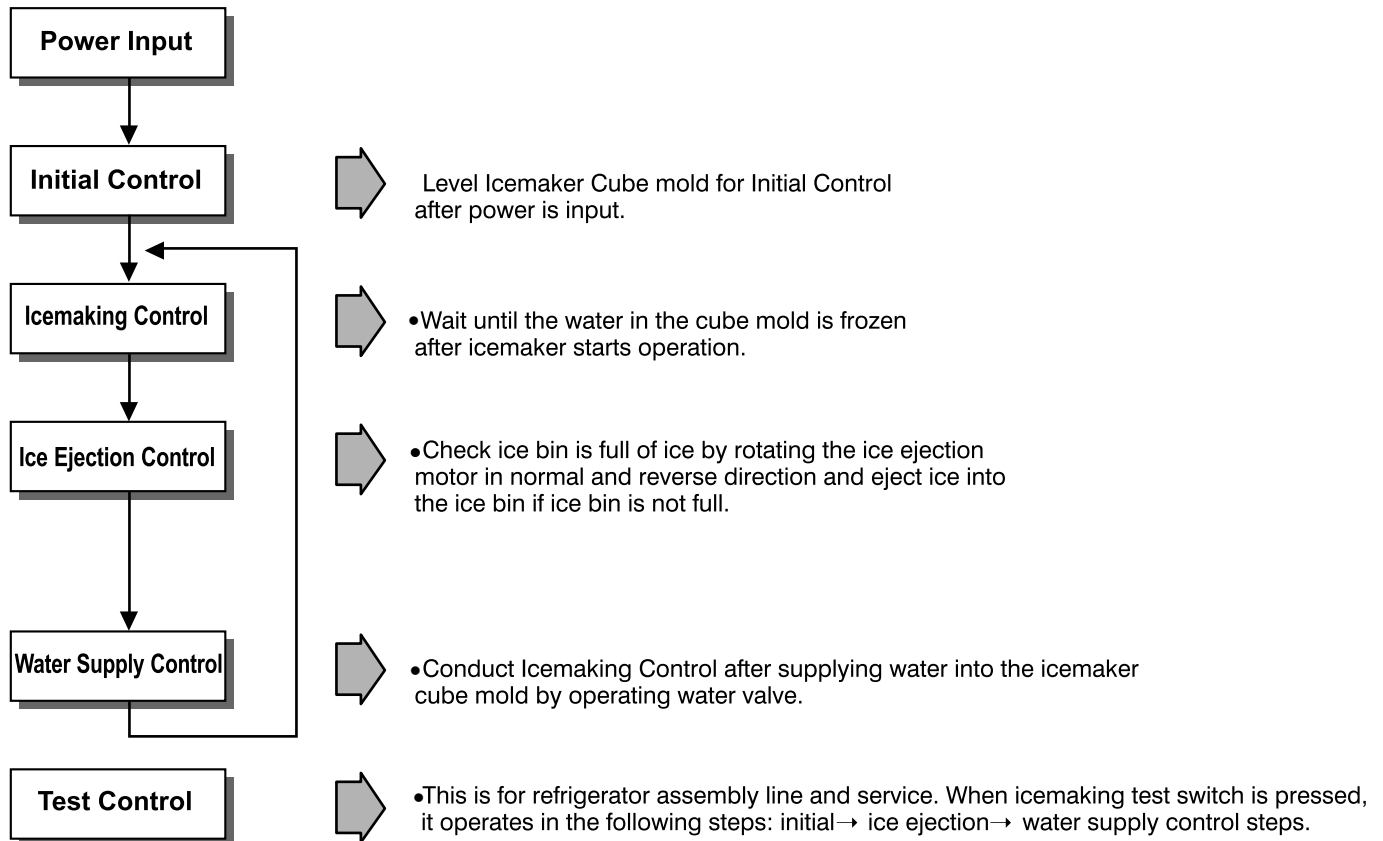 Power Input
Initial Control
Level Icemaker Cube mold for Initial Control
after power is input.
Icemaking Control
•Wait until the water in the cube mold is frozen
after icemaker starts operation.
Ice Ejection Control
•Check ice bin is full of ice by rotating the ice ejection
motor in normal and reverse direction and eject ice into
the ice bin if ice bin is not full.
Water Supply Control
•Conduct Icemaking Control after supplying water into the icemaker
cube mold by operating water valve.
Test Control
•This is for refrigerator assembly line and service. When icemaking test switch is pressed,
it operates in the following steps: initial→ ice ejection→ water supply control steps.